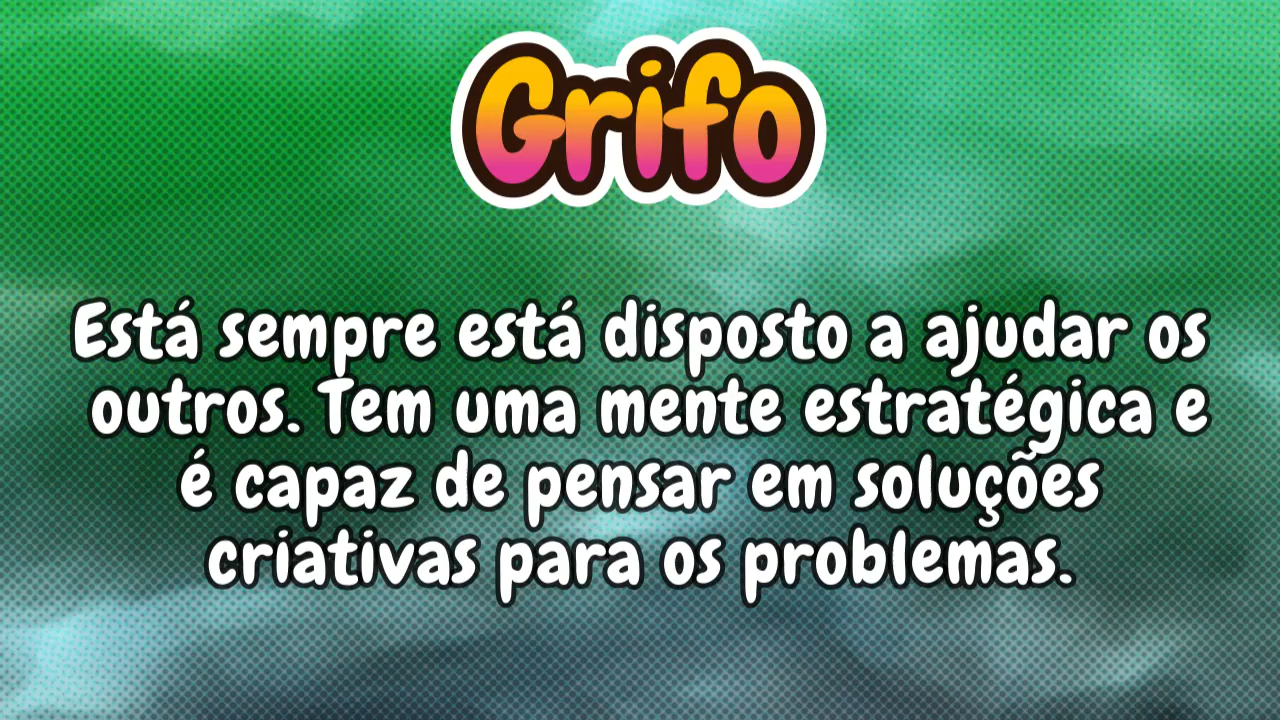 Grifo
Está sempre está disposto a ajudar os
outros. Tem uma mente estratégica e
é capaz de pensar em soluções
criativas para os problemas.